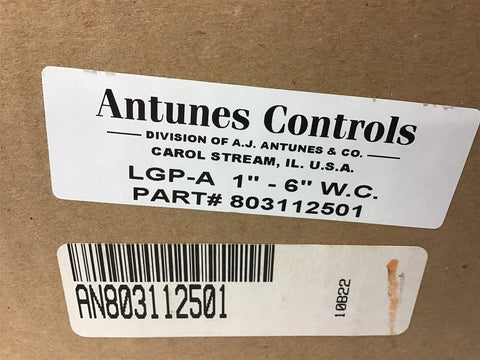 Antunes Controls
DIVISION OF A.J. ANTUNES & CO.
CAROL STREAM, IL. U.S.A.
LGP-A 1" - 6" W.C.
PART# 803112501
AN803112501
10B22